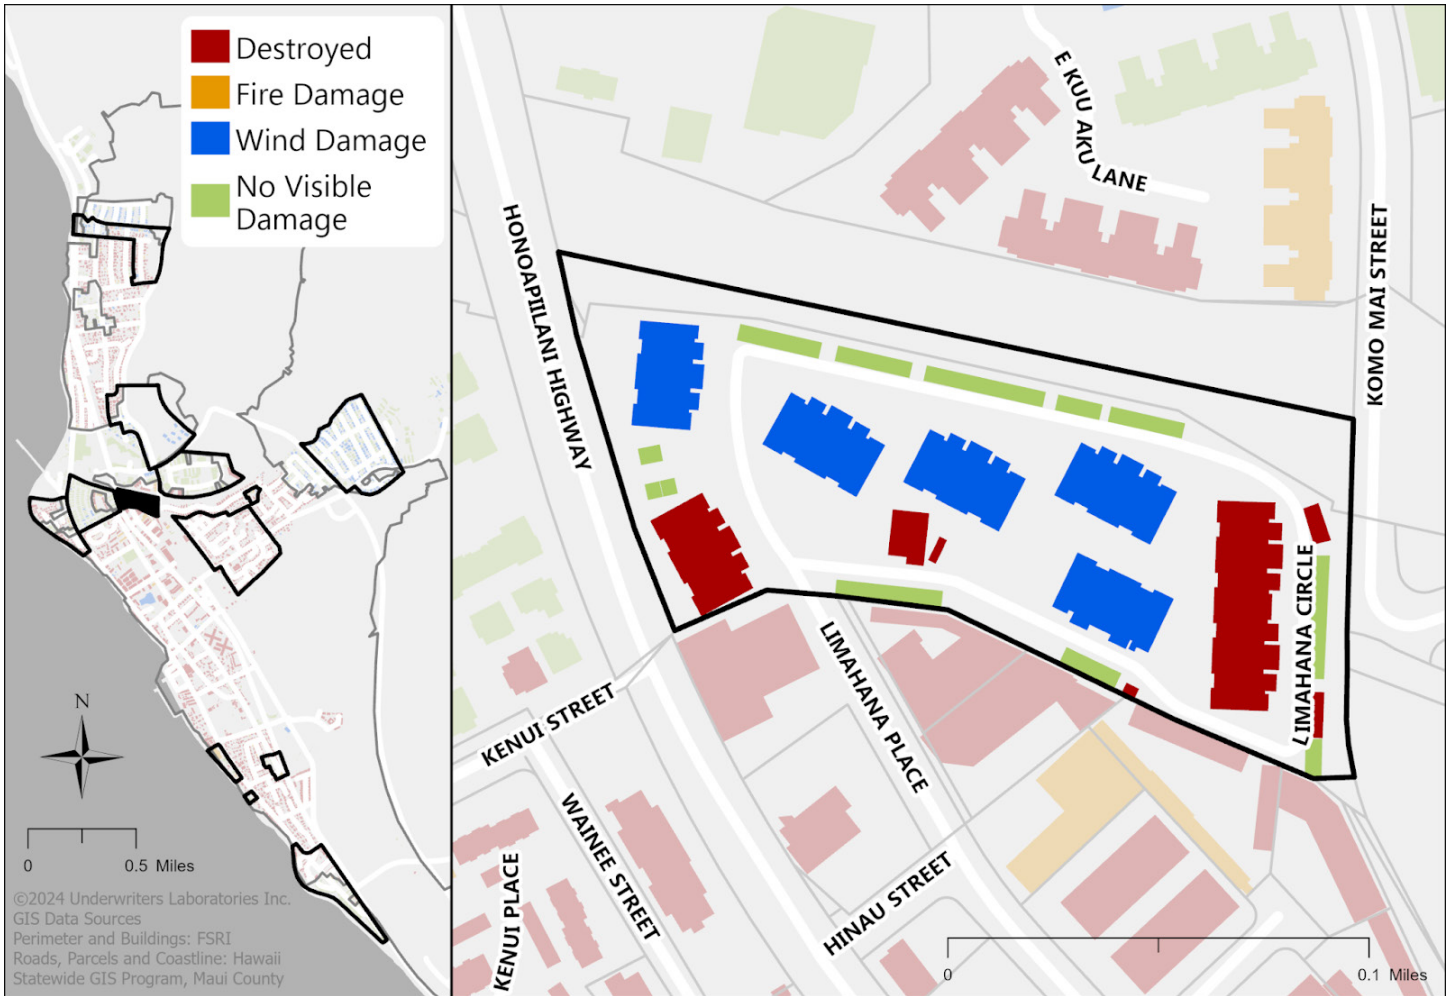 Destroyed
Fire Damage
Wind Damage
No Visible
Damage
N
0
0.5 Miles
©2024 Underwriters Laboratories Inc.
GIS Data Sources
Perimeter and Buildings: FSRI
Roads, Parcels and Coastline: Hawaii
Statewide GIS Program, Maui County
E KUU AKU LANE
HONOAPIILANI HIGHWAY
KOMO MAI STREET
LIMAHANA CIRCLE
LIMAHANA PLACE
KENUI STREET
WAINEE STREET
KENUI PLACE
HINAU STREET
0
0.1 Miles